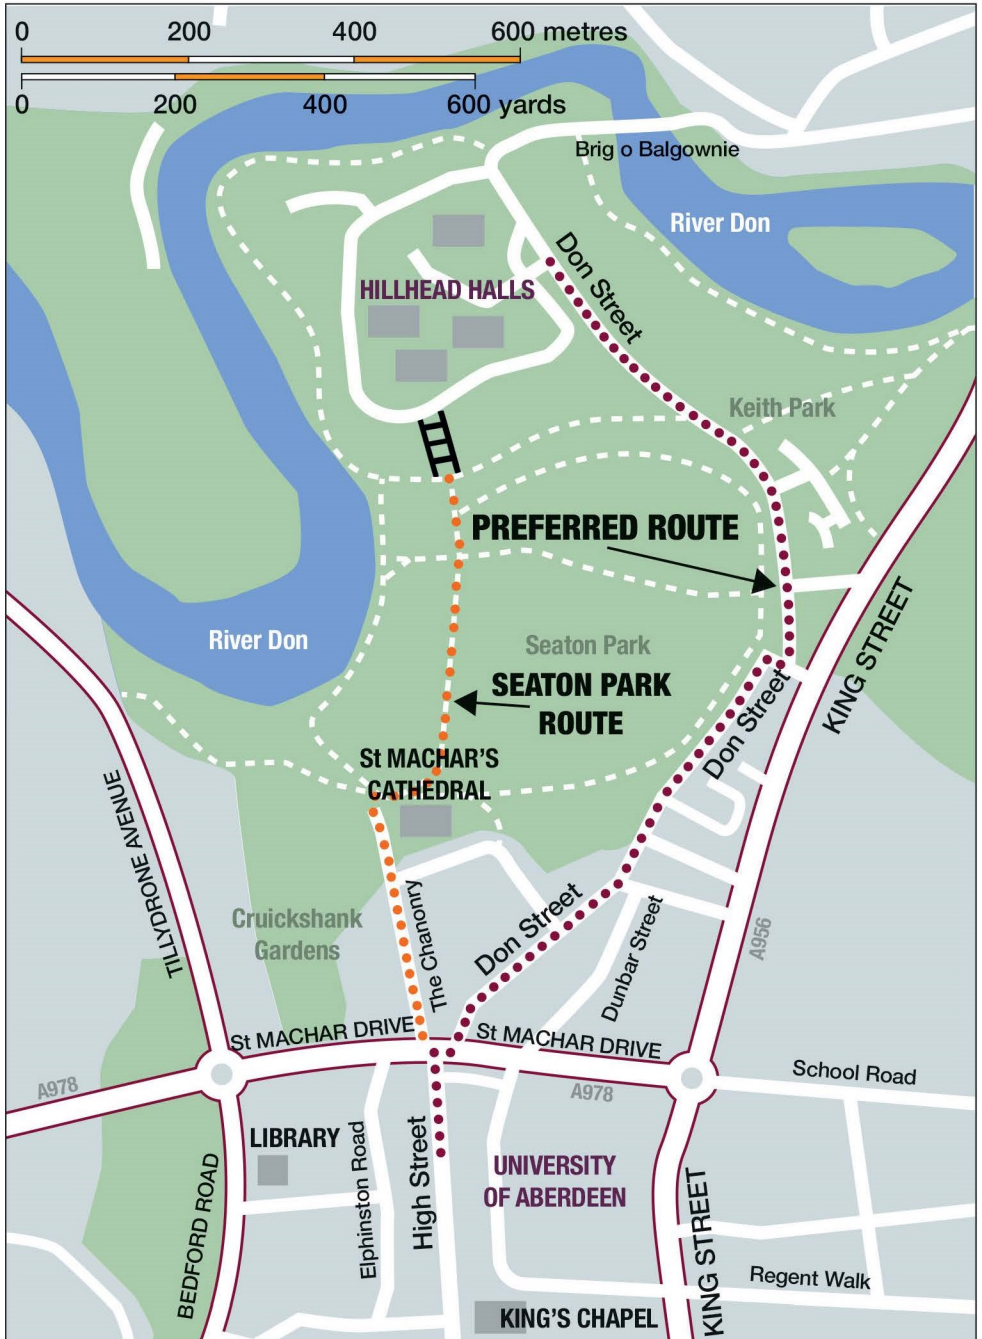 0 200 400 600 metres
0 200 400 600 yards
Brig o Balgownie
River Don
Don Street
HILLHEAD HALLS
Keith Park
PREFERRED ROUTE
KING STREET
River Don
Seaton Park
SEATON PARK
ROUTE
Don Street
St MACHAR'S
CATHEDRAL
TILLYDRONE AVENUE
Cruickshank
Gardens
The Chanonry
Don Street
Dunbar Street
A956
St MACHAR DRIVE
St MACHAR DRIVE
A978
A978
School Road
LIBRARY
Elphinston Road
High Street
UNIVERSITY
OF ABERDEEN
BEDFORD ROAD
KING STREET
Regent Walk
KING'S CHAPEL